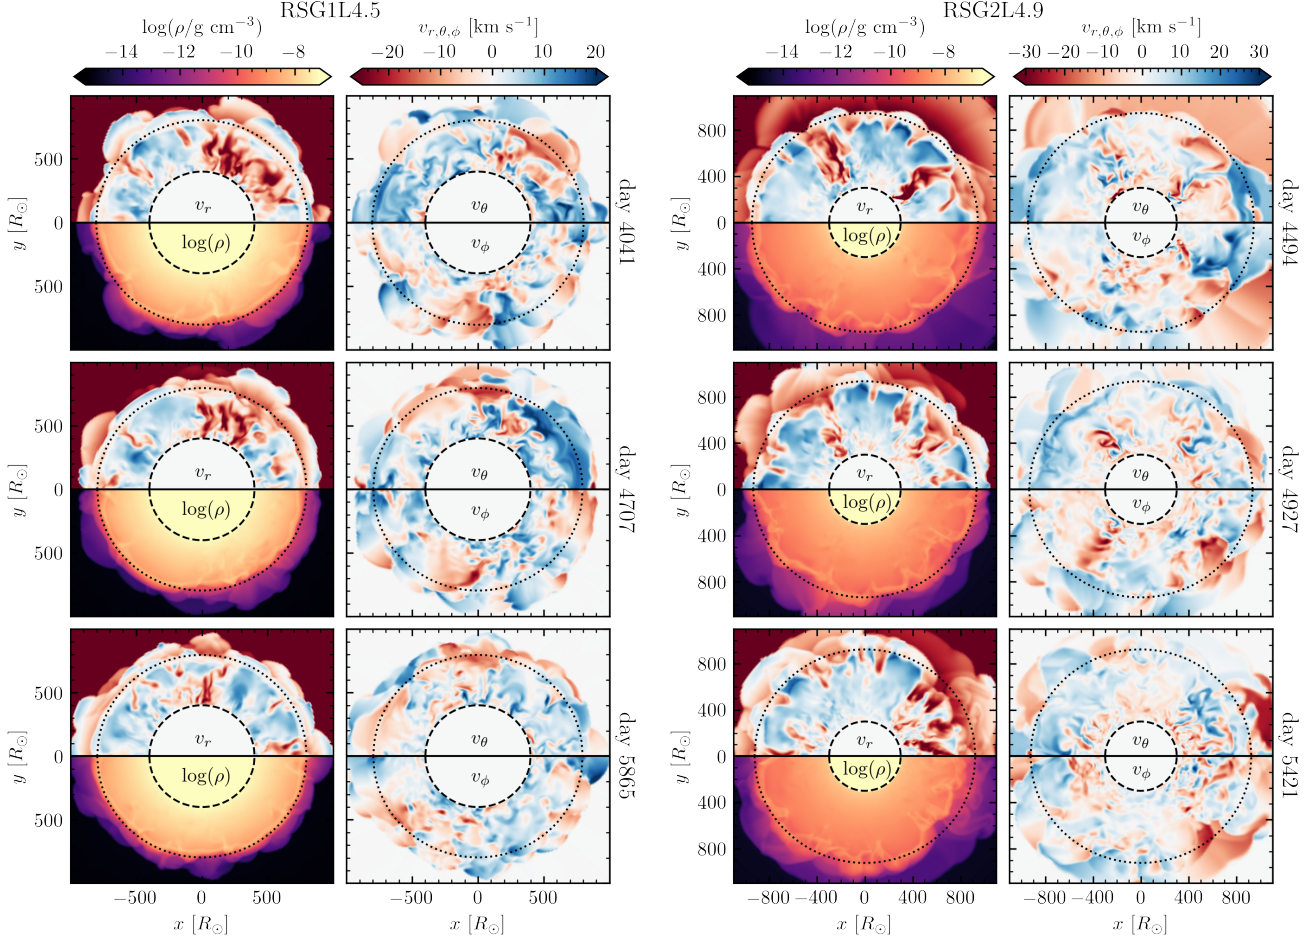 RSG1L4.5
RSG2L4.9
log(ρ/g cm⁻³)
v_{r,θ,ϕ} [km s⁻¹]
log(ρ/g cm⁻³)
v_{r,θ,ϕ} [km s⁻¹]
−14 −12 −10 −8
−20 −10 0 10 20
−14 −12 −10 −8
−30 −20 −10 0 10 20 30
y [R☉]
500
0
500
v_r
log(ρ)
v_θ
v_ϕ
day 4041
y [R☉]
800
400
0
400
800
v_r
log(ρ)
v_θ
v_ϕ
day 4494
y [R☉]
500
0
500
v_r
log(ρ)
v_θ
v_ϕ
day 4707
y [R☉]
800
400
0
400
800
v_r
log(ρ)
v_θ
v_ϕ
day 4927
y [R☉]
500
0
500
v_r
log(ρ)
v_θ
v_ϕ
day 5865
y [R☉]
800
400
0
400
800
v_r
log(ρ)
v_θ
v_ϕ
day 5421
−500 0 500
−500 0 500
−800 −400 0 400 800
−800 −400 0 400 800
x [R☉]
x [R☉]
x [R☉]
x [R☉]